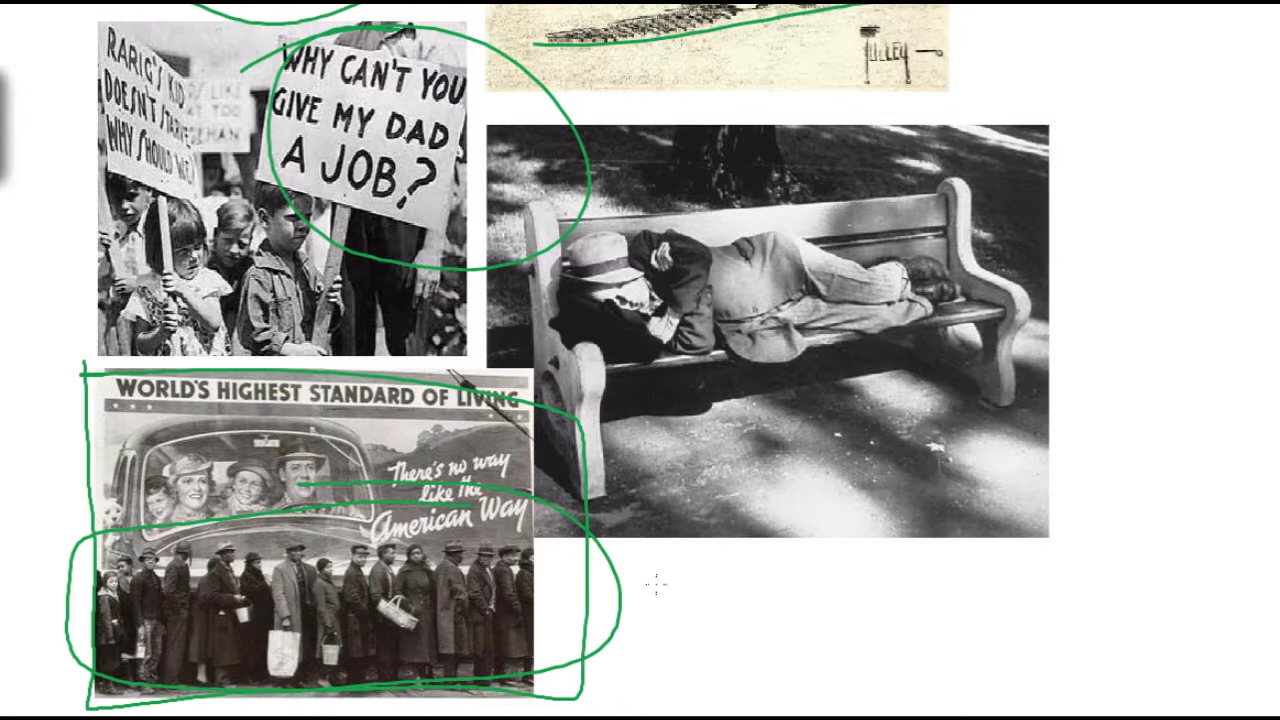 RARIG'S KID
DOESN'T STARVE
WHY SHOULD WE?
WHY CAN'T YOU
GIVE MY DAD
A JOB?
WORLD'S HIGHEST STANDARD OF LIVING
There's no way
like the
American Way